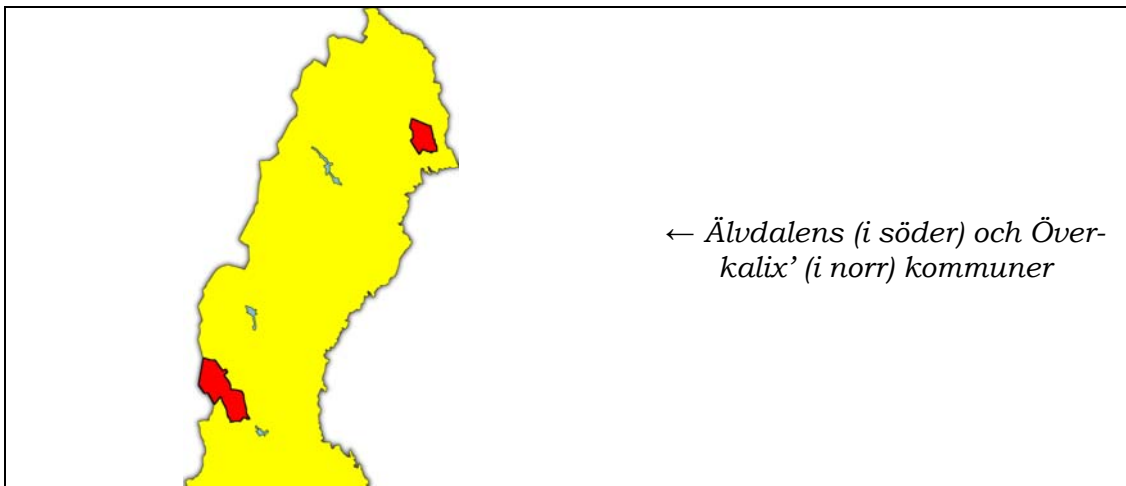 ← Älvdalens (i söder) och Över-
kalix’ (i norr) kommuner